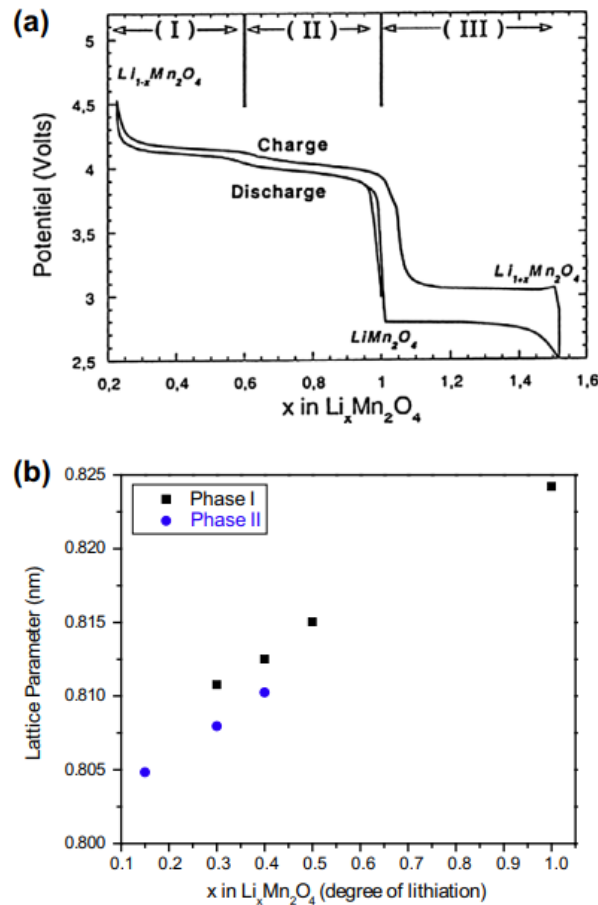 (a)
( I ) ( II ) ( III )
Li1-xMn2O4
Charge
Discharge
Li1+xMn2O4
LiMn2O4
Potentiel (Volts)
5
4,5
4
3,5
3
2,5
0,2 0,4 0,6 0,8 1 1,2 1,4 1,6
x in LixMn2O4
(b)
Phase I
Phase II
Lattice Parameter (nm)
0.825
0.820
0.815
0.810
0.805
0.800
0.1 0.2 0.3 0.4 0.5 0.6 0.7 0.8 0.9 1.0
x in LixMn2O4 (degree of lithiation)